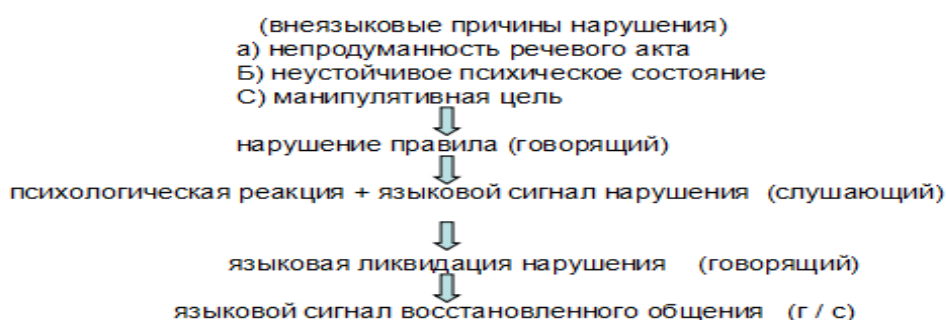 (внеязыковые причины нарушения)
а) непродуманность речевого акта
Б) неустойчивое психическое состояние
С) манипулятивная цель
нарушение правила (говорящий)
психологическая реакция + языковой сигнал нарушения (слушающий)
языковая ликвидация нарушения (говорящий)
языковой сигнал восстановленного общения (г / с)